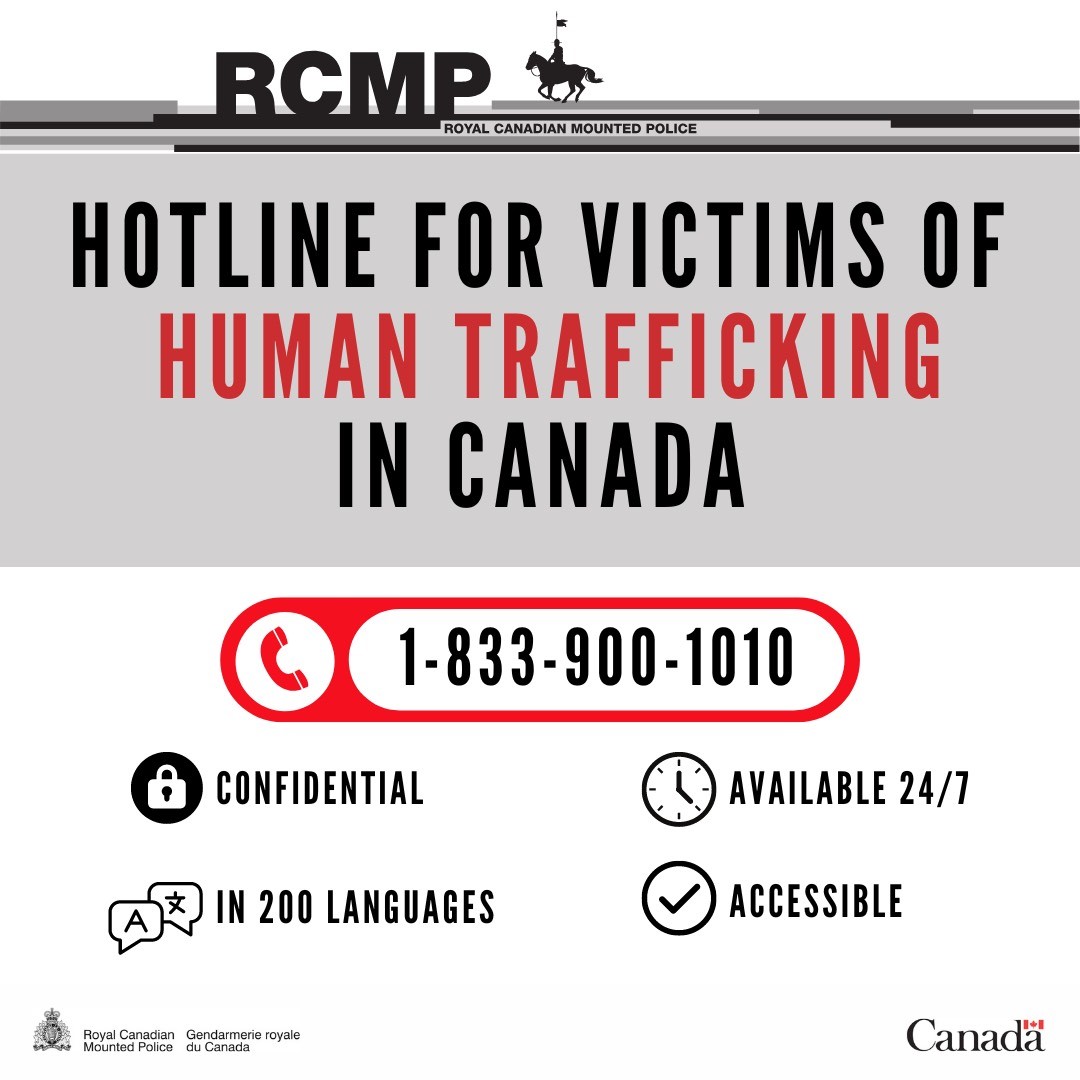 RCMP
ROYAL CANADIAN MOUNTED POLICE
HOTLINE FOR VICTIMS OF
HUMAN TRAFFICKING
IN CANADA
1-833-900-1010
CONFIDENTIAL
AVAILABLE 24/7
A 文
IN 200 LANGUAGES
ACCESSIBLE
Royal Canadian Gendarmerie royale
Mounted Police du Canada
Canada